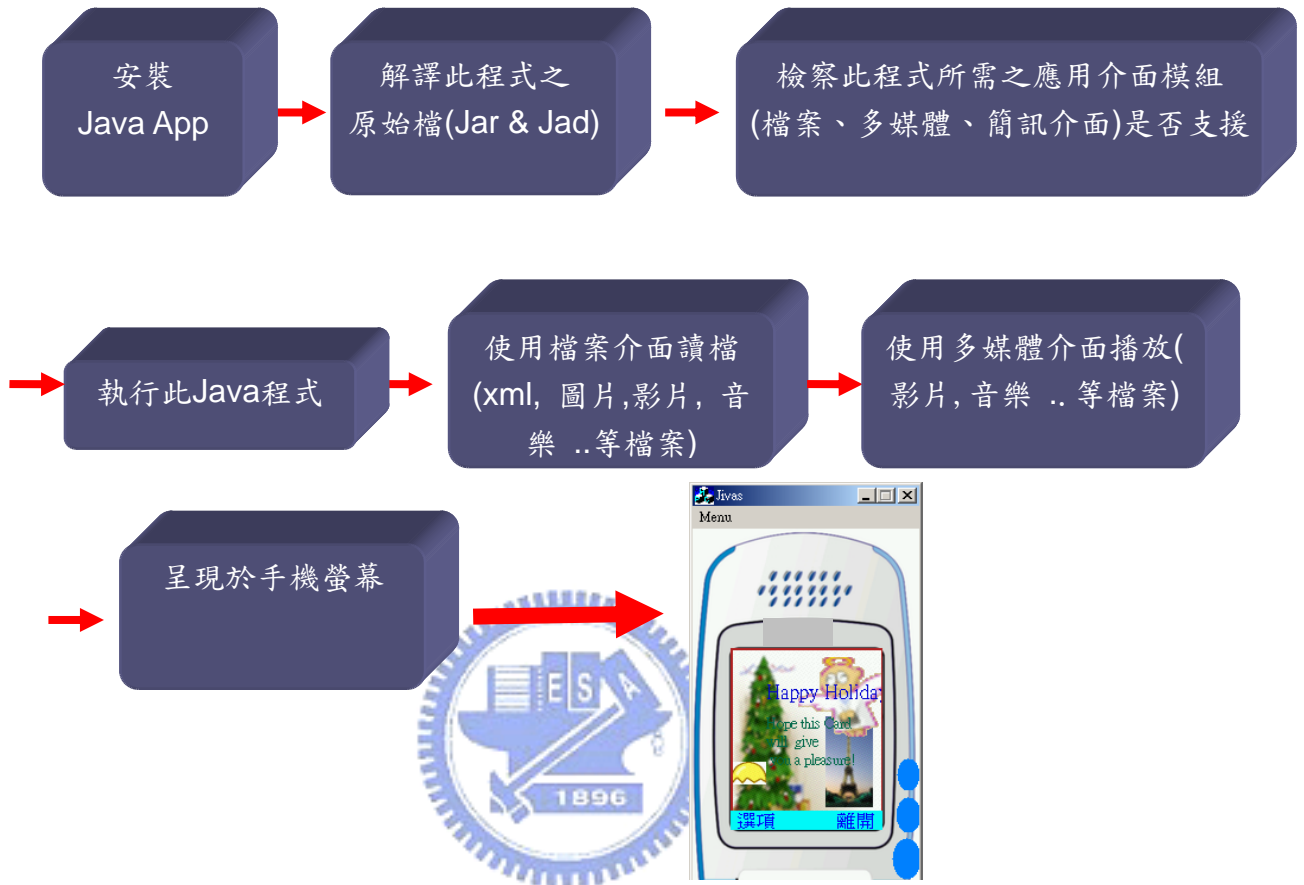 安裝
Java App
解譯此程式之
原始檔(Jar & Jad)
檢察此程式所需之應用介面模組
(檔案、多媒體、簡訊介面)是否支援
執行此Java程式
使用檔案介面讀檔
(xml, 圖片,影片, 音
樂 ..等檔案)
使用多媒體介面播放(
影片, 音樂 .. 等檔案)
呈現於手機螢幕
E S A
1896
Jivas
Menu
Happy Holiday
Hope this Card
will give
you a pleasure!
選項 離開